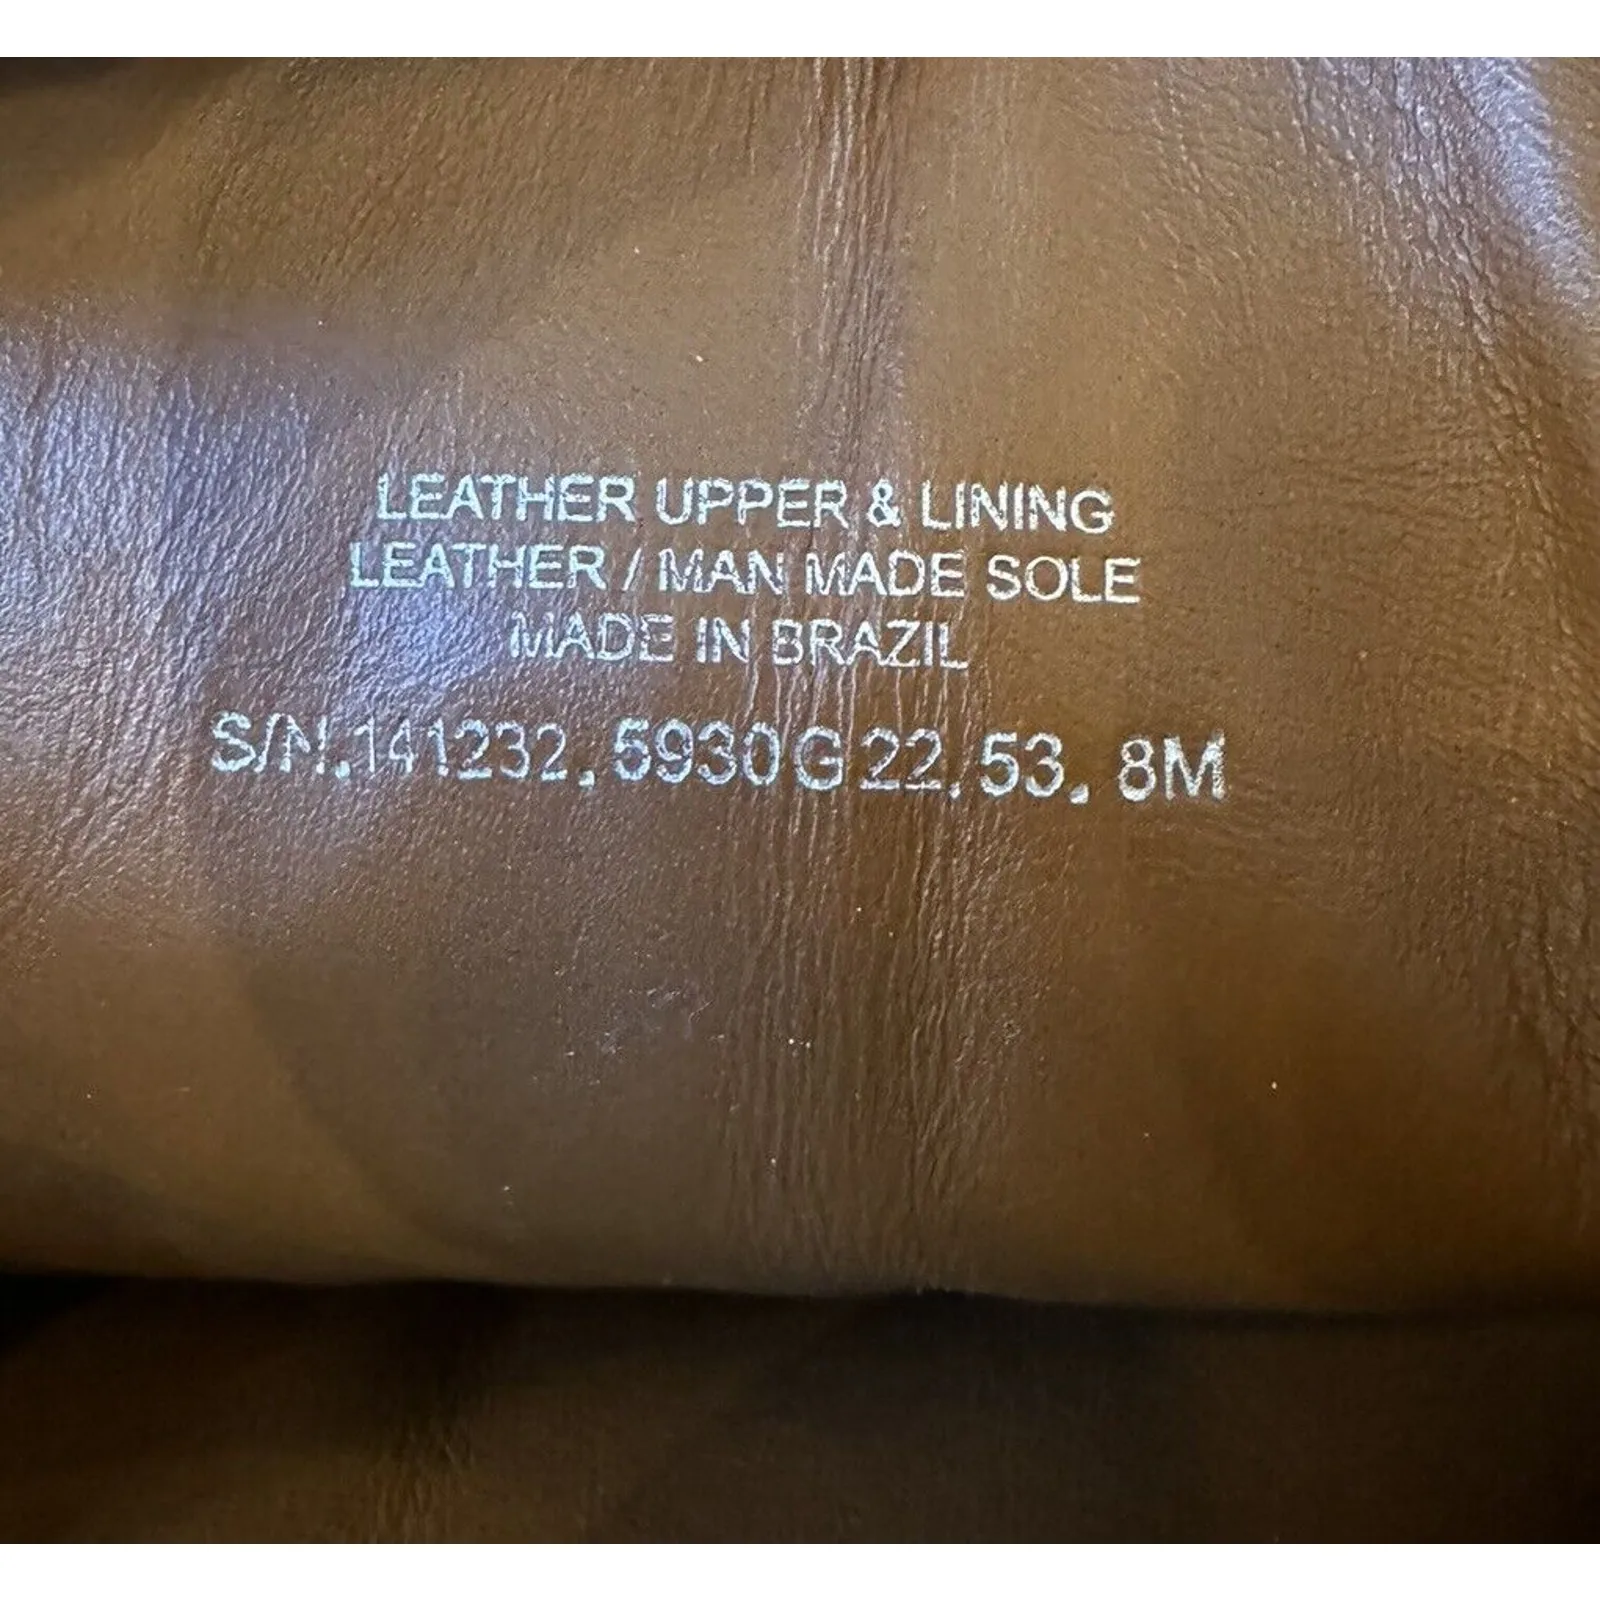 LEATHER UPPER & LINING
LEATHER / MAN MADE SOLE
MADE IN BRAZIL
S/N.141232.5930G22.53.8M